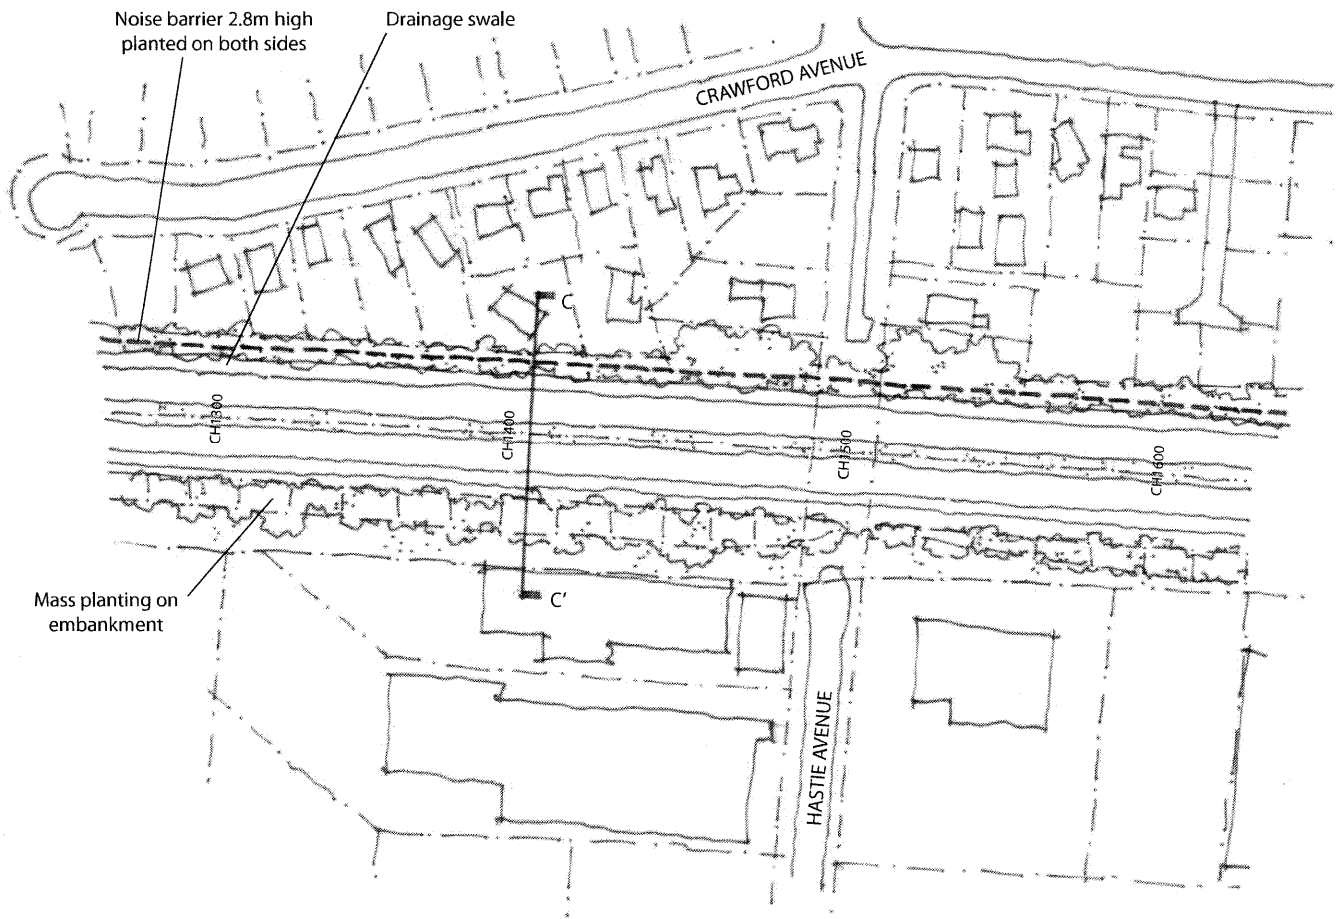 Noise barrier 2.8m high
planted on both sides
Drainage swale
CRAWFORD AVENUE
C
CH1300
CH1400
CH1500
CH1600
C'
Mass planting on
embankment
HASTIE AVENUE